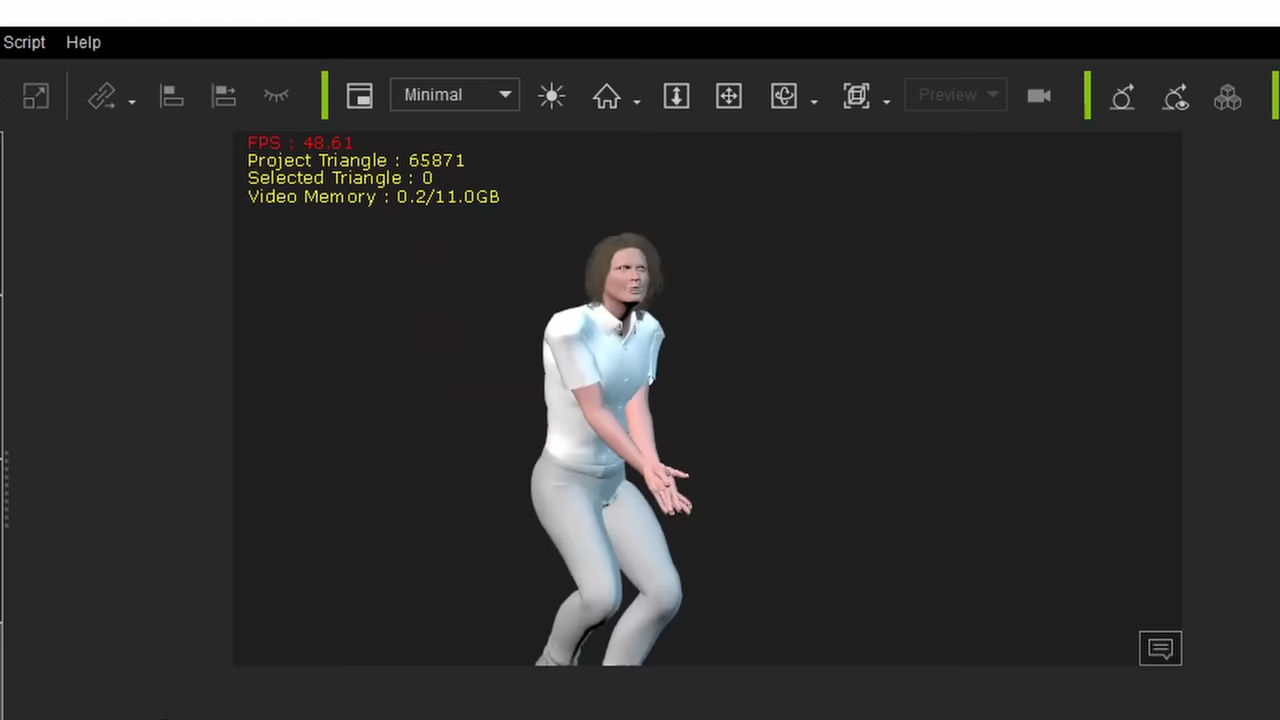 Script Help
Minimal
Preview
FPS : 48.61
Project Triangle : 65871
Selected Triangle : 0
Video Memory : 0.2/11.0GB